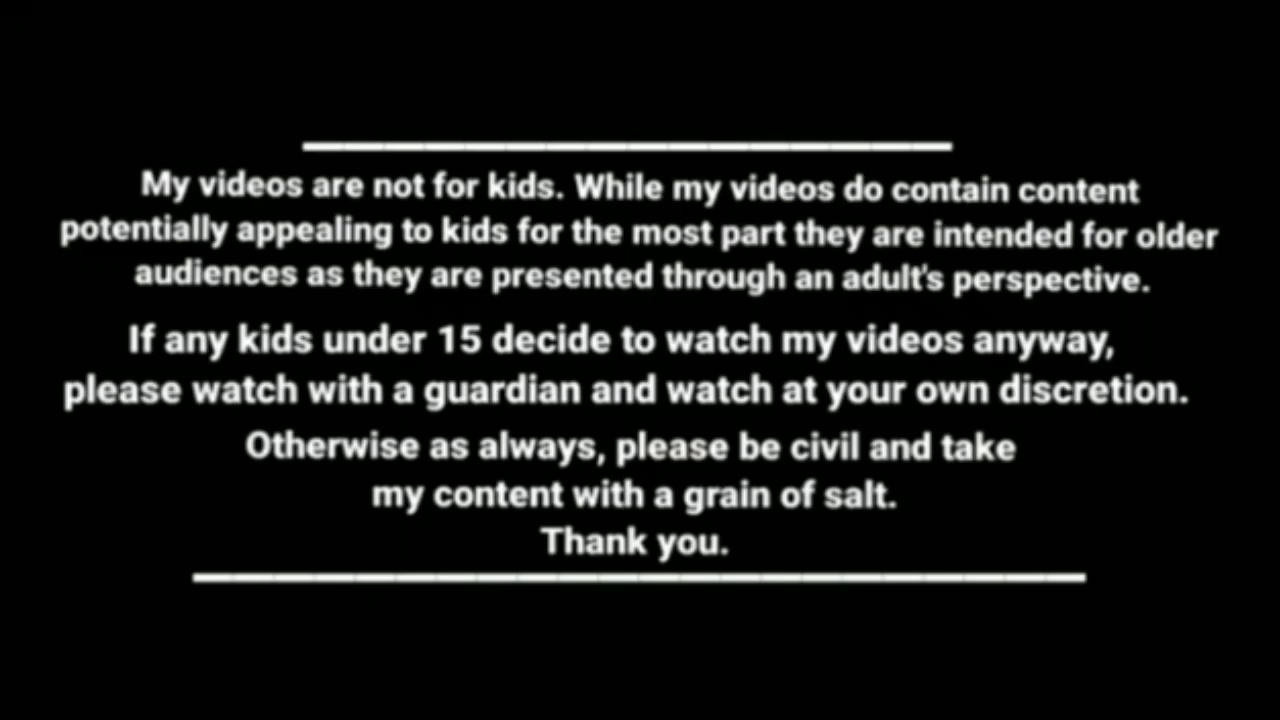 My videos are not for kids. While my videos do contain content
potentially appealing to kids for the most part they are intended for older
audiences as they are presented through an adult's perspective.
If any kids under 15 decide to watch my videos anyway,
please watch with a guardian and watch at your own discretion.
Otherwise as always, please be civil and take
my content with a grain of salt.
Thank you.